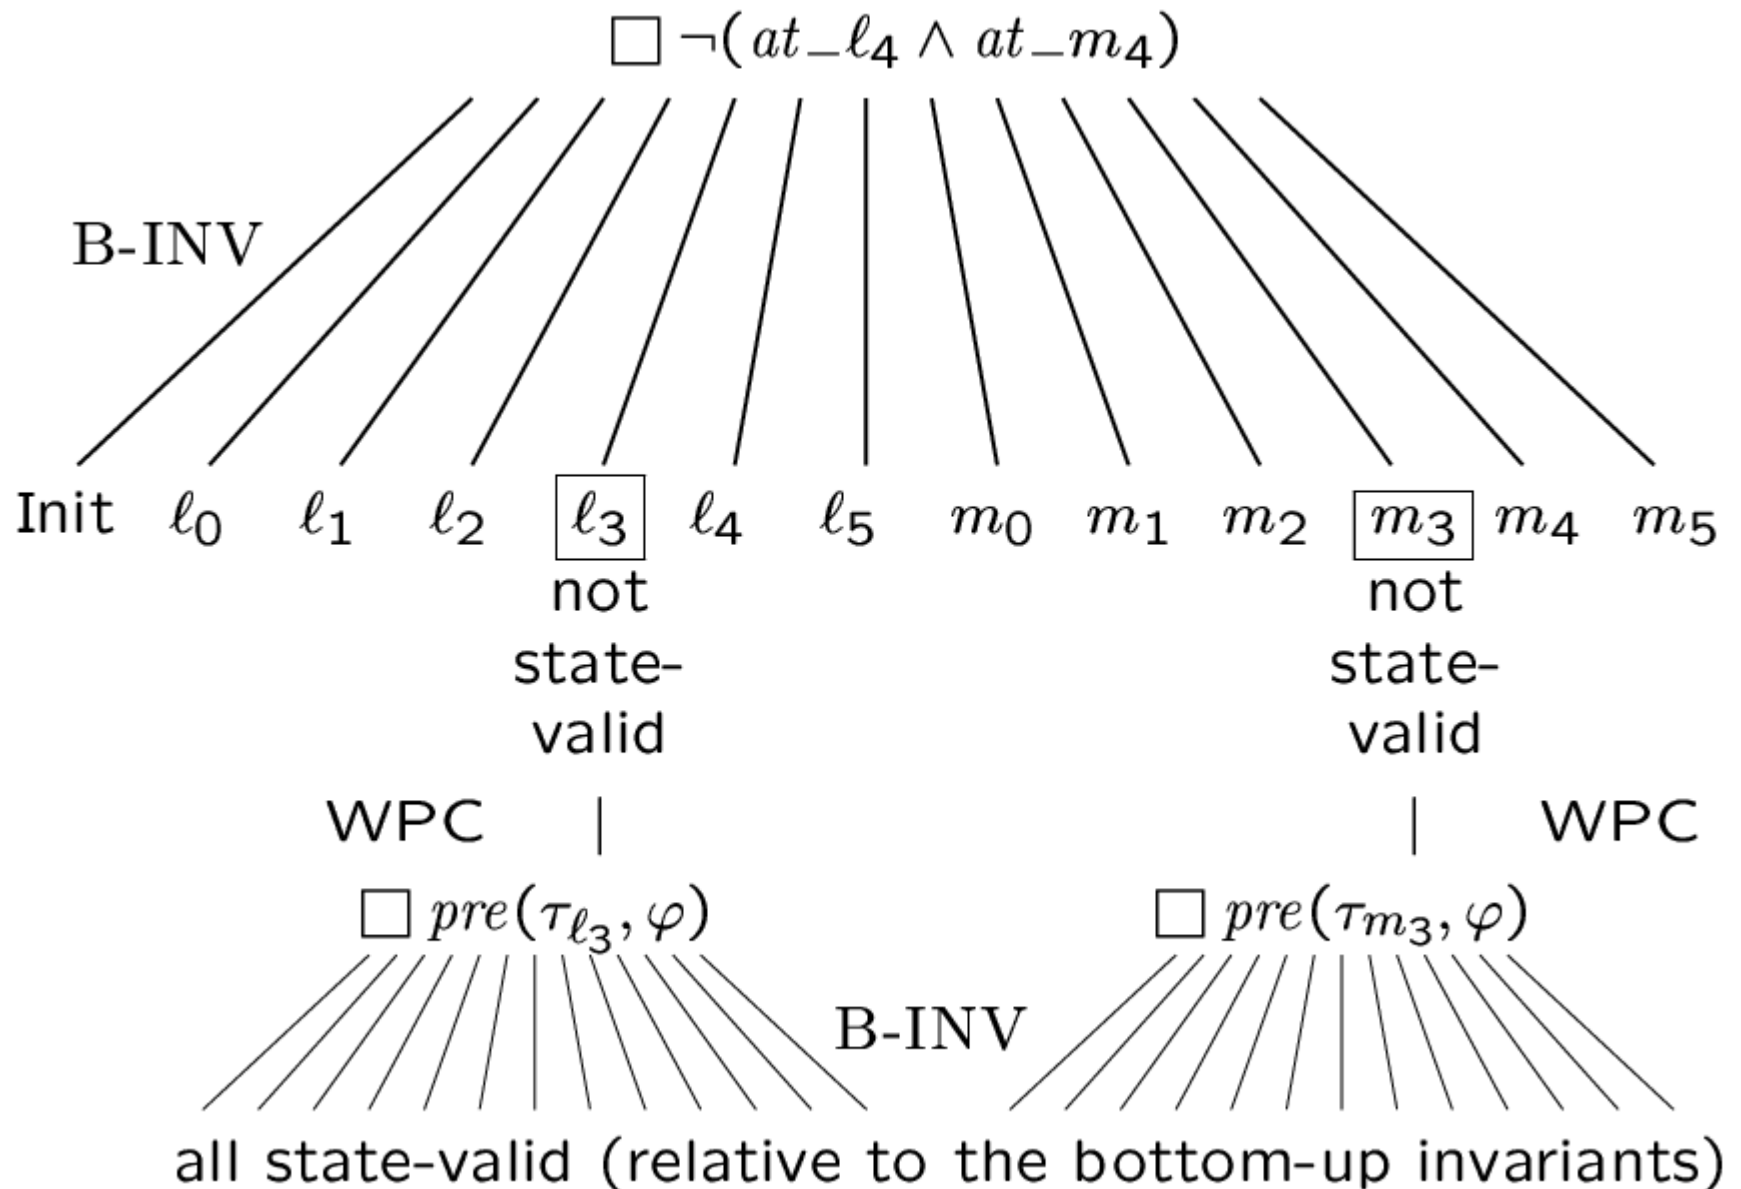 □ ¬(at_ℓ4 ∧ at_m4)
B-INV
Init ℓ0 ℓ1 ℓ2 ℓ3 ℓ4 ℓ5 m0 m1 m2 m3 m4 m5
not not
state- state-
valid valid
WPC WPC
□ pre(τℓ3, φ) □ pre(τm3, φ)
B-INV
all state-valid (relative to the bottom-up invariants)